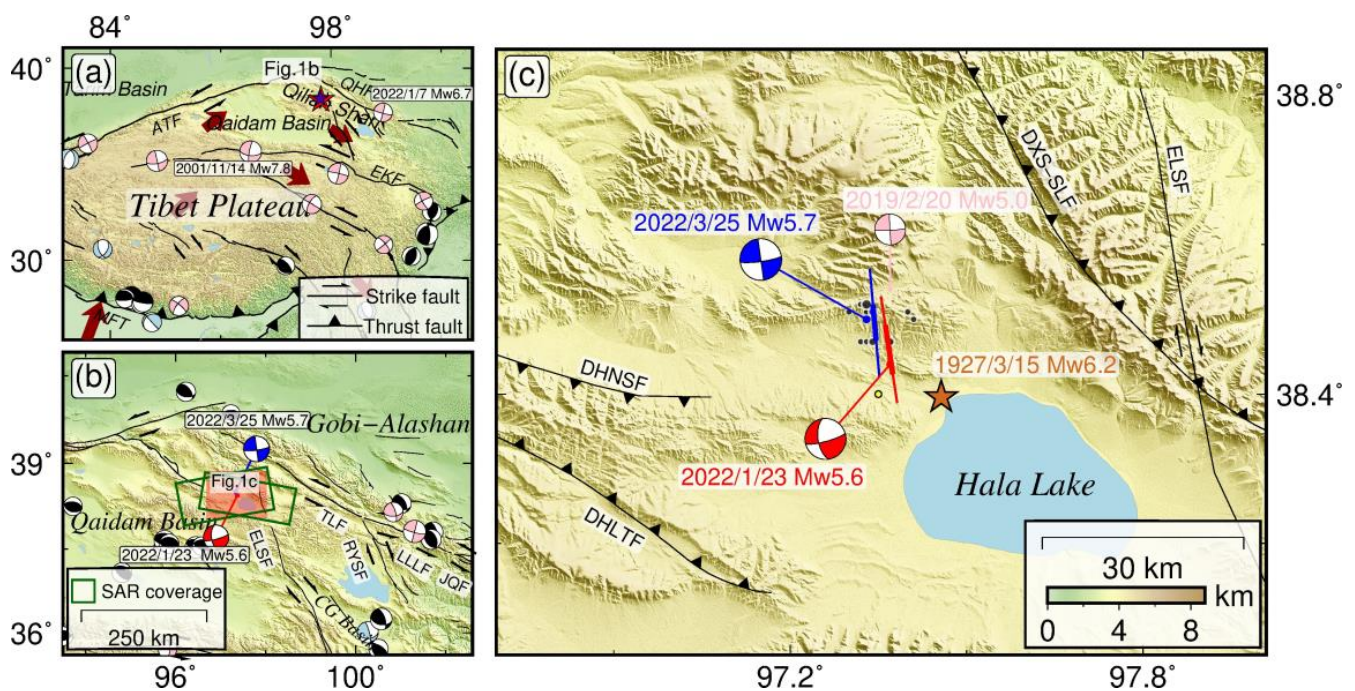 84° 98°
40°
30°
(a)
Fig.1b
Tarim Basin
QHF
2022/1/7 Mw6.7
Qilian Shan
ATF
Qaidam Basin
2001/11/14 Mw7.8
EKF
Tibet Plateau
Strike fault
Thrust fault
(b)
2022/3/25 Mw5.7
Gobi-Alashan
39°
Fig.1c
Qaidam Basin
TLF
2022/1/23 Mw5.6
ELSF
RYSF
LLLF
JQF
SAR coverage
CG Basin
250 km
36°
96° 100°
(c)
38.8°
DXS-SLF
ELSF
2019/2/20 Mw5.0
2022/3/25 Mw5.7
1927/3/15 Mw6.2
38.4°
DHNSF
2022/1/23 Mw5.6
Hala Lake
DHLTF
30 km
km
0 4 8
97.2° 97.8°